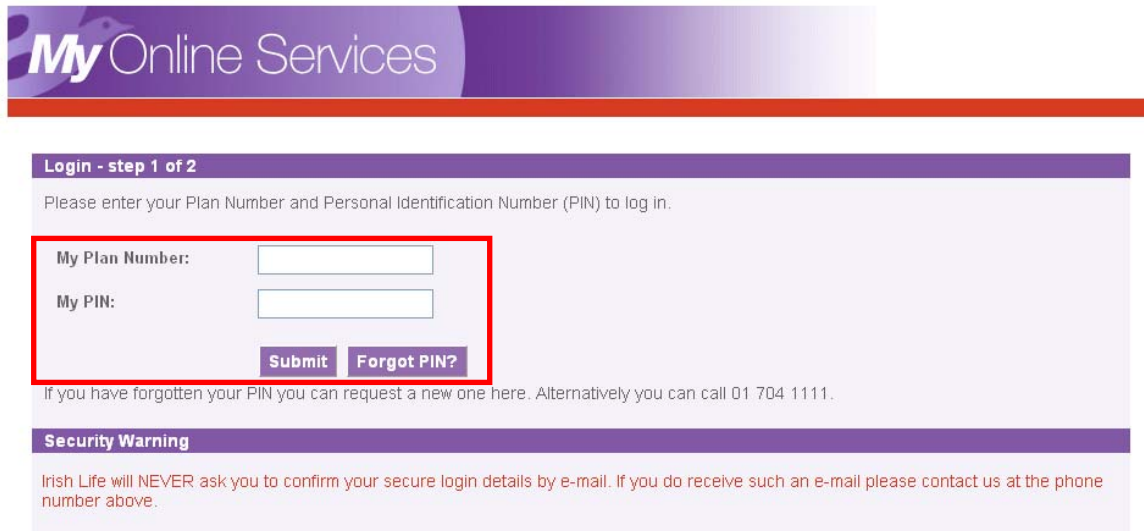 My Online Services
Login - step 1 of 2
Please enter your Plan Number and Personal Identification Number (PIN) to log in.
My Plan Number:
My PIN:
Submit Forgot PIN?
If you have forgotten your PIN you can request a new one here. Alternatively you can call 01 704 1111.
Security Warning
Irish Life will NEVER ask you to confirm your secure login details by e-mail. If you do receive such an e-mail please contact us at the phone
number above.